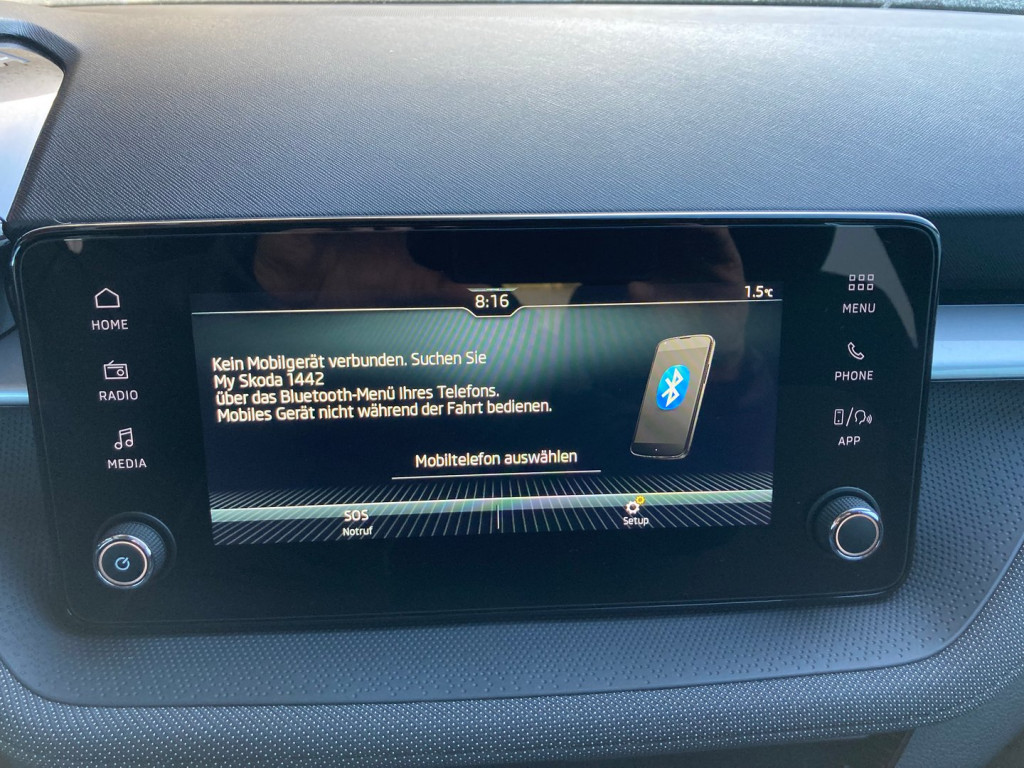 8:16
1.5°C
HOME
RADIO
MEDIA
Kein Mobilgerät verbunden. Suchen Sie
My Skoda 1442
über das Bluetooth-Menü Ihres Telefons.
Mobiles Gerät nicht während der Fahrt bedienen.
Mobiltelefon auswählen
SOS
Notruf
Setup
MENU
PHONE
APP